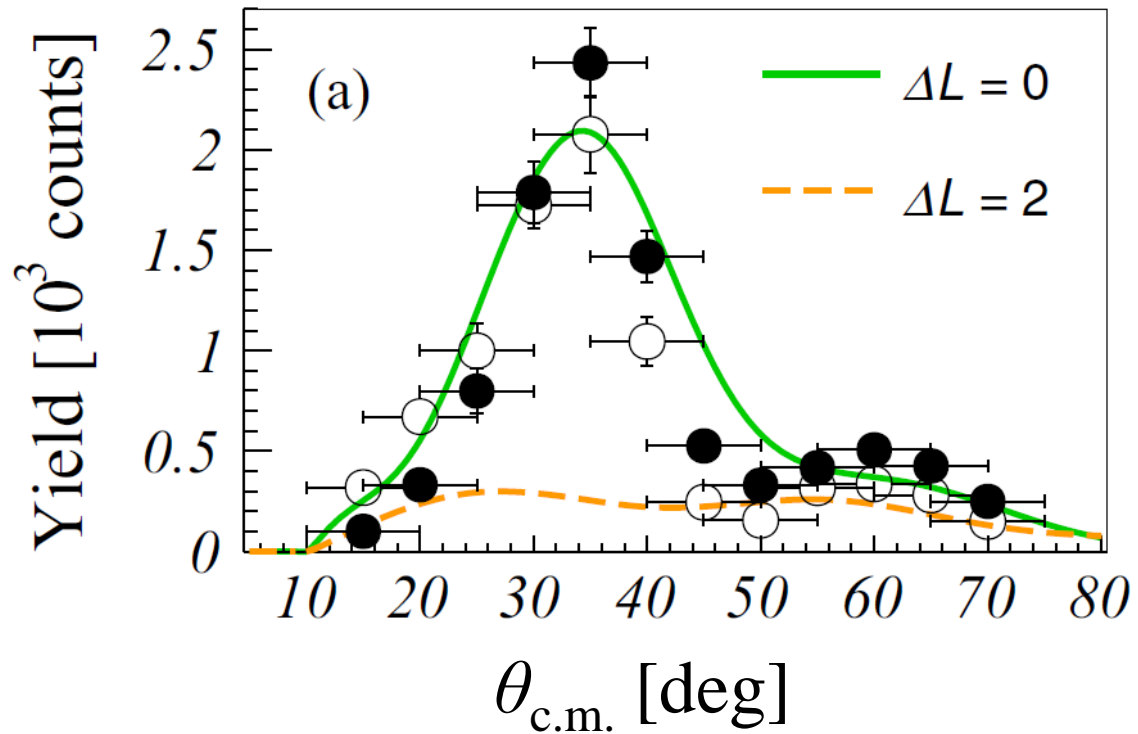 Yield [10³ counts]
2.5
2
1.5
1
0.5
0
(a)
ΔL = 0
ΔL = 2
10 20 30 40 50 60 70 80
θc.m. [deg]